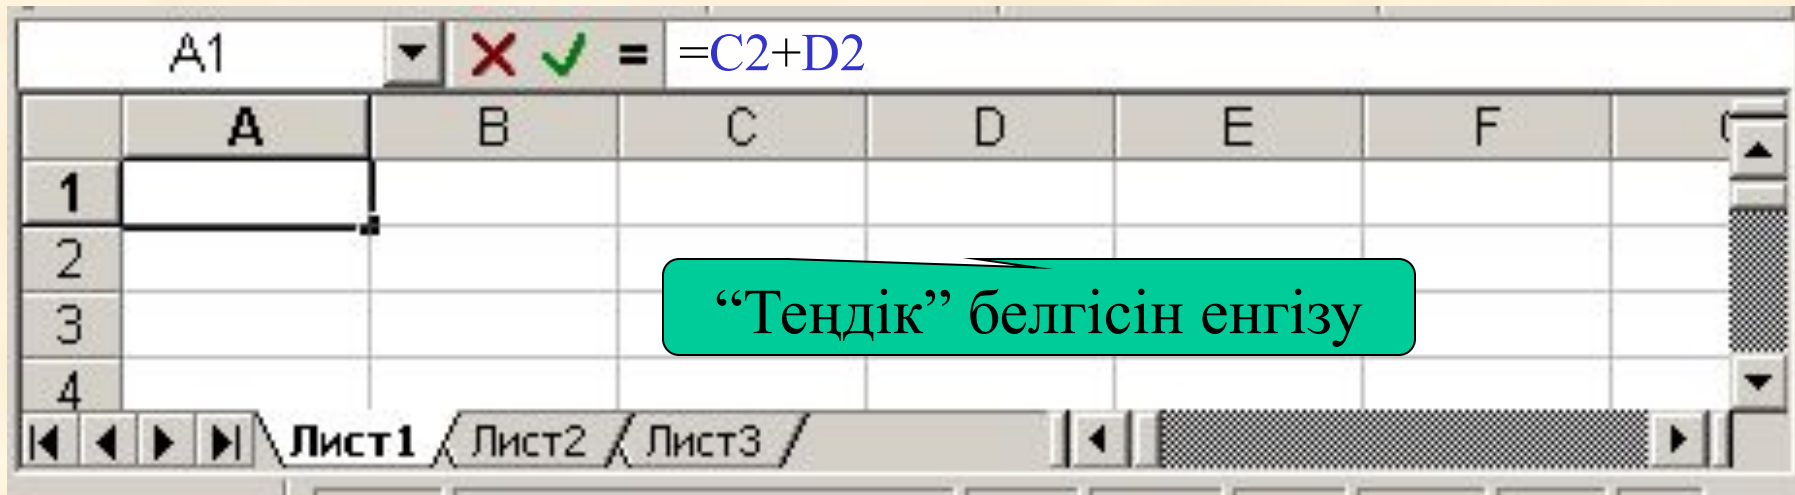 A1 = =C2+D2
A B C D E F
1
2
“Теңдік” белгісін енгізу
3
4
Лист1 Лист2 Лист3